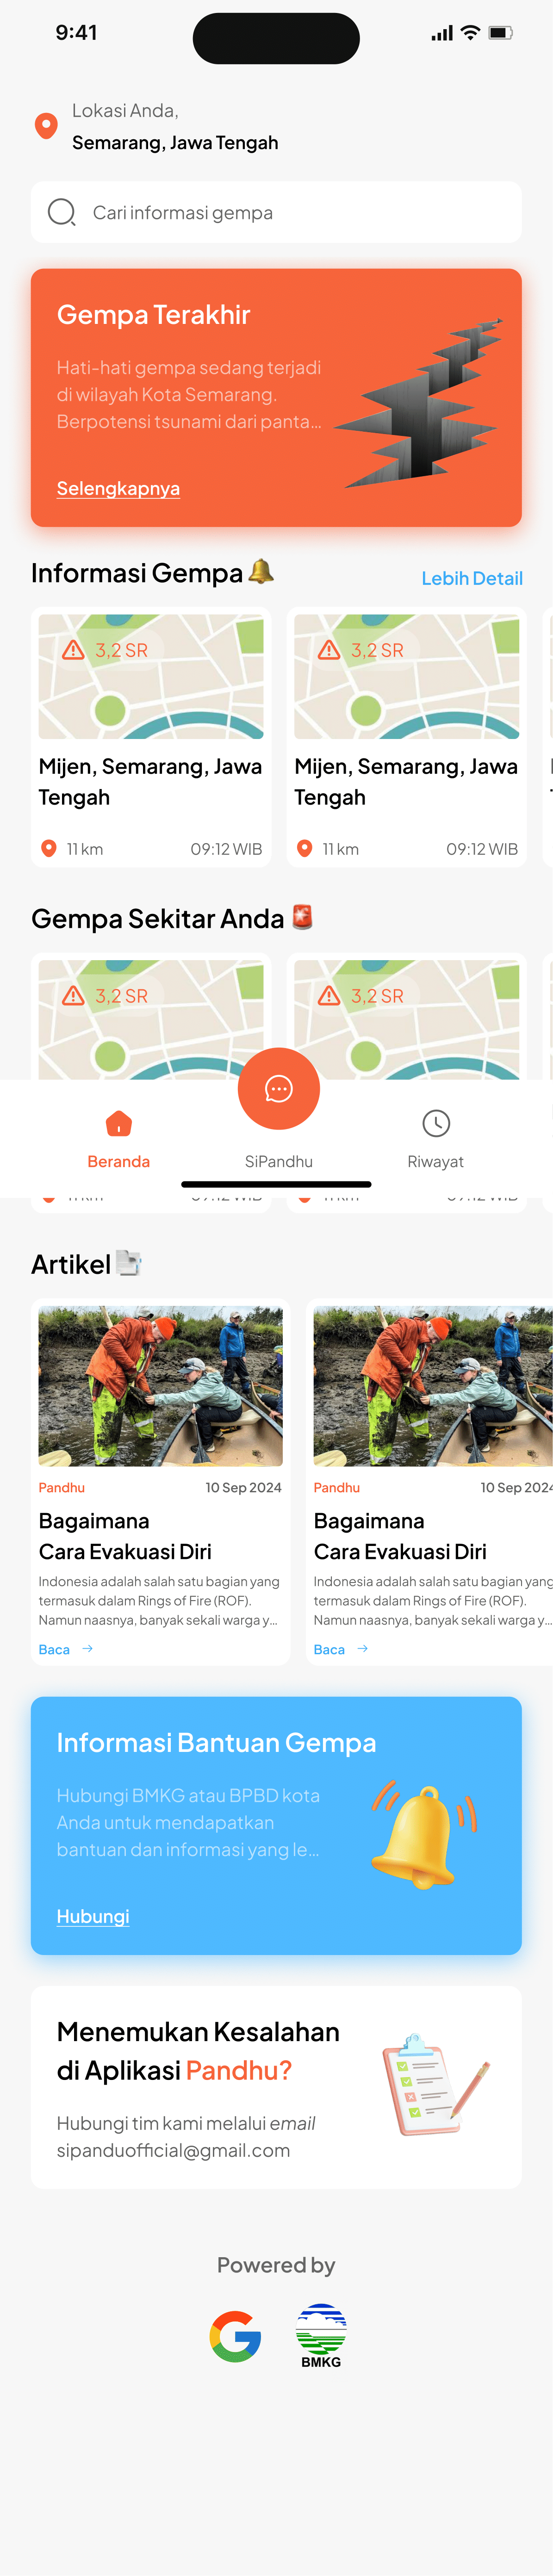 9:41
Lokasi Anda,
Semarang, Jawa Tengah
Cari informasi gempa
Gempa Terakhir
Hati-hati gempa sedang terjadi
di wilayah Kota Semarang.
Berpotensi tsunami dari panta...
Selengkapnya
Informasi Gempa
Lebih Detail
3,2 SR
3,2 SR
Mijen, Semarang, Jawa
Tengah
Mijen, Semarang, Jawa
Tengah
11 km
09:12 WIB
11 km
09:12 WIB
Gempa Sekitar Anda
3,2 SR
3,2 SR
Beranda
SiPandhu
Riwayat
Artikel
Pandhu
10 Sep 2024
Pandhu
10 Sep 2024
Bagaimana
Cara Evakuasi Diri
Bagaimana
Cara Evakuasi Diri
Indonesia adalah salah satu bagian yang
termasuk dalam Rings of Fire (ROF).
Namun naasnya, banyak sekali warga y...
Indonesia adalah salah satu bagian yang
termasuk dalam Rings of Fire (ROF).
Namun naasnya, banyak sekali warga y...
Baca
Baca
Informasi Bantuan Gempa
Hubungi BMKG atau BPBD kota
Anda untuk mendapatkan
bantuan dan informasi yang le...
Hubungi
Menemukan Kesalahan
di Aplikasi Pandhu?
Hubungi tim kami melalui email
sipanduofficial@gmail.com
Powered by
BMKG